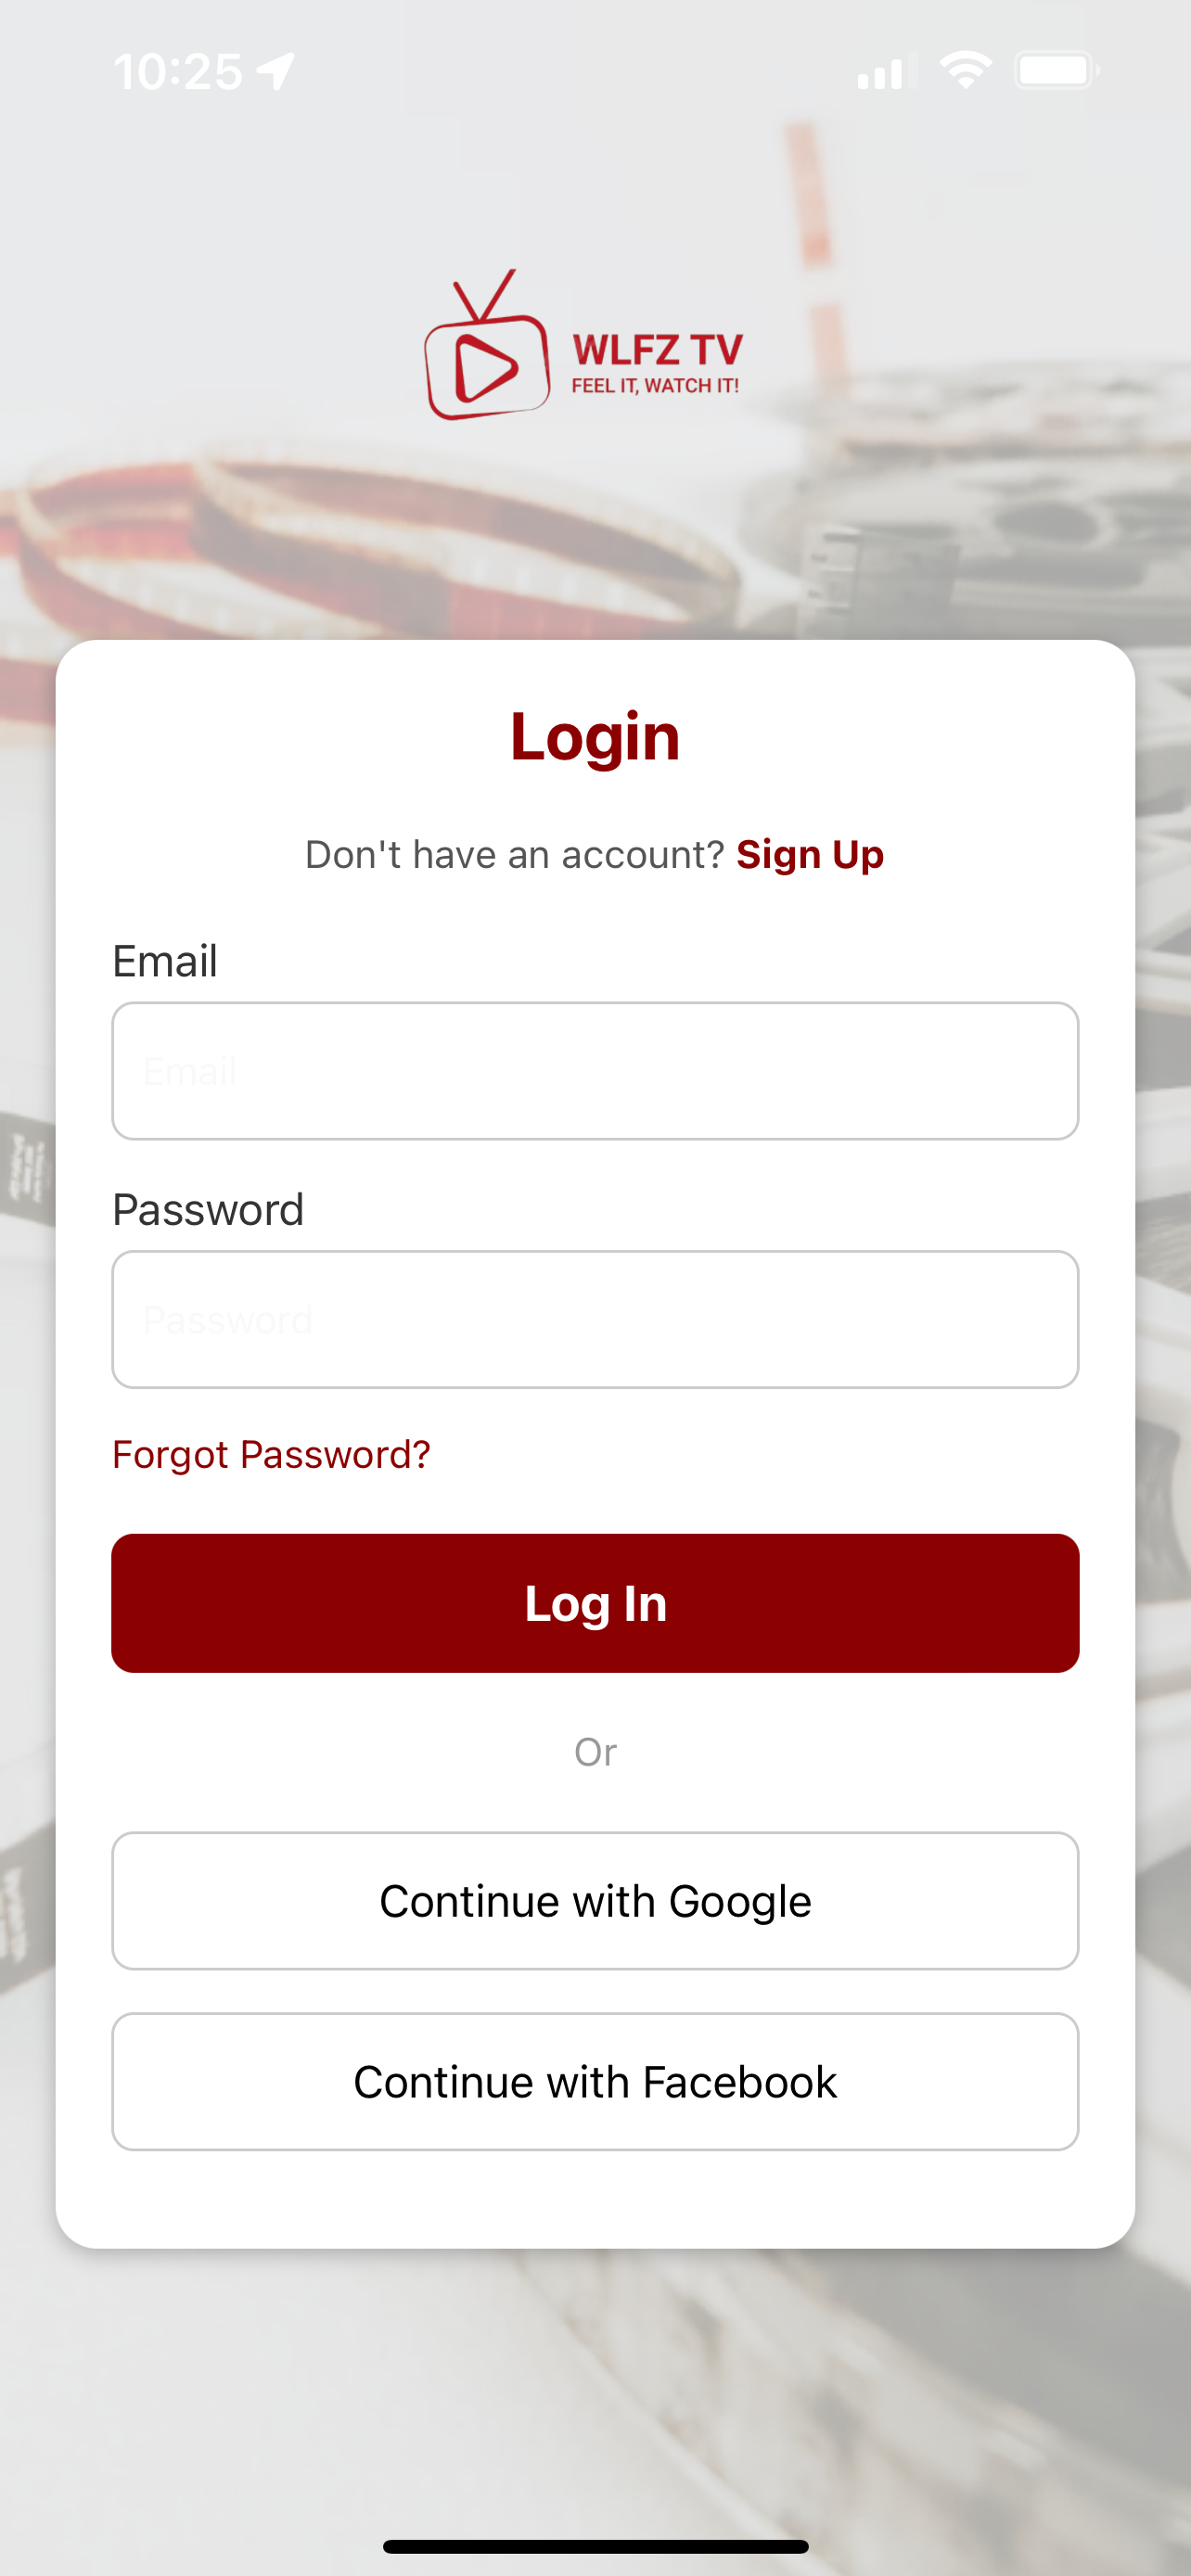 10:25
WLFZ TV
FEEL IT, WATCH IT!
Login
Don't have an account? Sign Up
Email
Email
Password
Password
Forgot Password?
Log In
Or
Continue with Google
Continue with Facebook